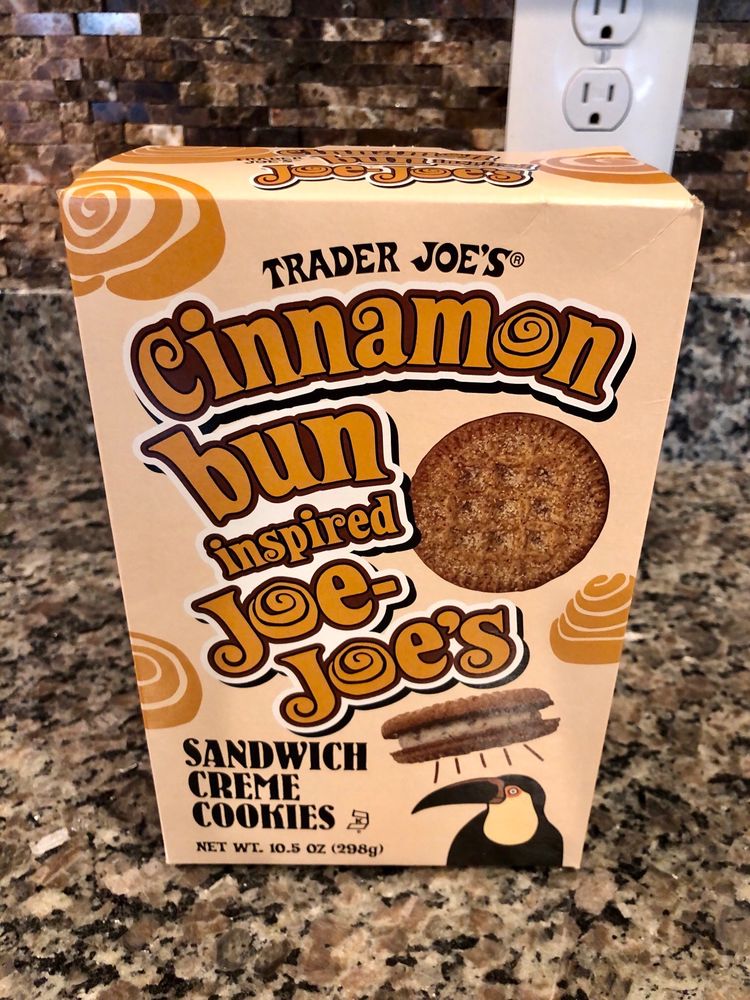 Joe-Joe's
TRADER JOE'S®
Cinnamon
bun
inspired
Joe-
Joe's
SANDWICH
CREME
COOKIES
NET WT. 10.5 OZ (298g)